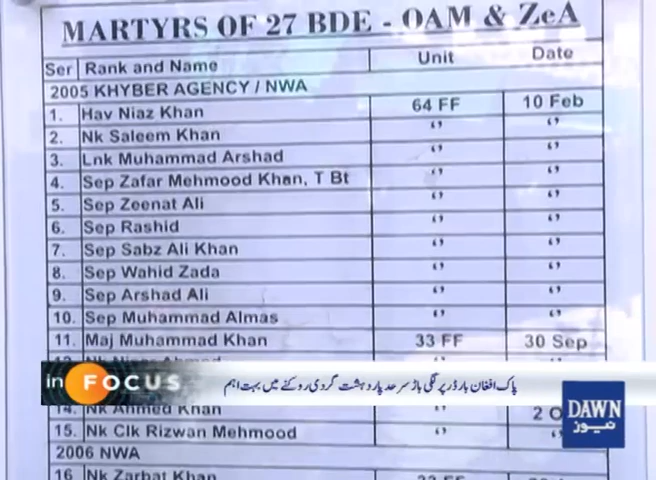 MARTYRS OF 27 BDE - OAM & ZeA
Ser Rank and Name Unit Date
2005 KHYBER AGENCY / NWA
1. Hav Niaz Khan 64 FF 10 Feb
2. Nk Saleem Khan " "
3. Lnk Muhammad Arshad " "
4. Sep Zafar Mehmood Khan, T Bt " "
5. Sep Zeenat Ali " "
6. Sep Rashid " "
7. Sep Sabz Ali Khan " "
8. Sep Wahid Zada " "
9. Sep Arshad Ali " "
10. Sep Muhammad Almas " "
11. Maj Muhammad Khan 33 FF 30 Sep
in FOCUS
پاک افغان بارڈر پر لگی باڑ سرحد پار دہشت گردی روکنے میں بہت اہم
DAWN
نیوز
14. Nk Ahmed Khan " 2
15. Nk Clk Rizwan Mehmood " "
2006 NWA
16 Nk Zarbat Khan